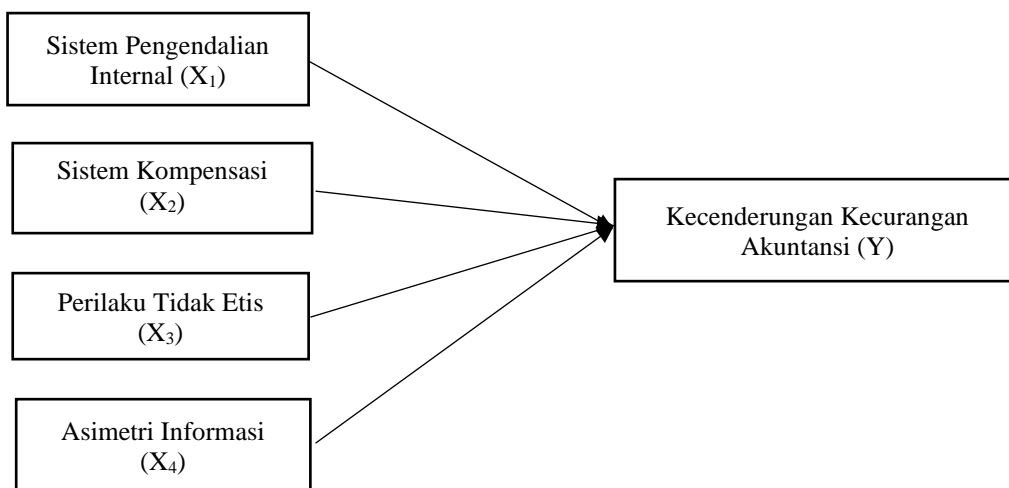 Sistem Pengendalian
Internal (X₁)
Sistem Kompensasi
(X₂)
Perilaku Tidak Etis
(X₃)
Asimetri Informasi
(X₄)
Kecenderungan Kecurangan
Akuntansi (Y)